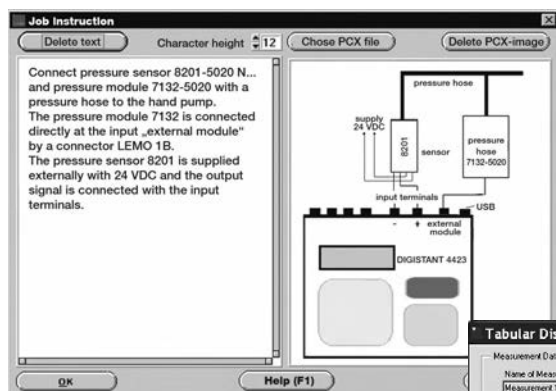 Job Instruction
Delete text
Character height 12
Chose PCX file
Delete PCX-image
Connect pressure sensor 8201-5020 N...
and pressure module 7132-5020 with a
pressure hose to the hand pump.
The pressure module 7132 is connected
directly at the input „external module"
by a connector LEMO 1B.
The pressure sensor 8201 is supplied
externally with 24 VDC and the output
signal is connected with the input
terminals.
pressure hose
supply
24 VDC
8201
sensor
pressure
hose
7132-5020
input terminals
USB
- + external
module
DIGISTANT 4423
OK
Help (F1)
Tabular Dis
Measurement Dat
Name of Meas
Measurement